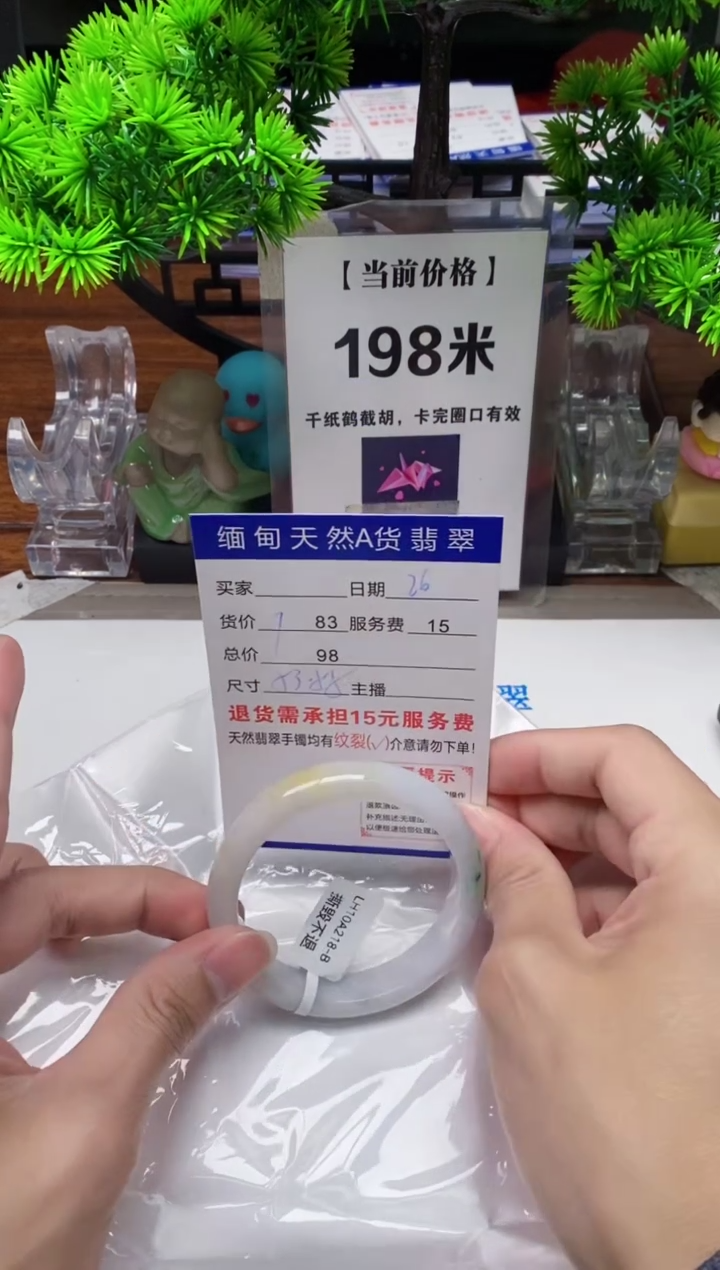 【当前价格】
198米
千纸鹤截胡，卡完圈口有效
缅甸天然A货翡翠
买家 日期 26
货价 83 服务费 15
总价 98
尺寸 主播
退货需承担15元服务费
天然翡翠手镯均有纹裂(√)介意请勿下单!
提示
LH10A218-8
撕毁不退